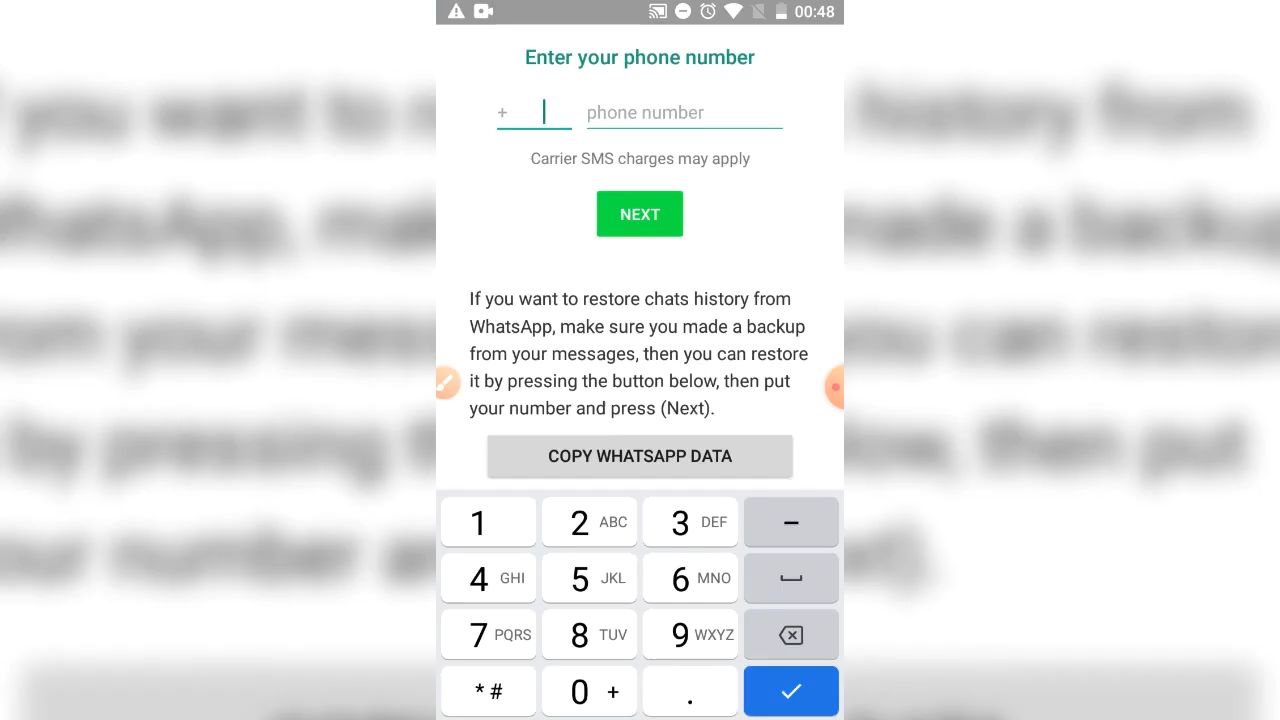 00:48
Enter your phone number
+ phone number
Carrier SMS charges may apply
NEXT
If you want to restore chats history from
WhatsApp, make sure you made a backup
from your messages, then you can restore
it by pressing the button below, then put
your number and press (Next).
COPY WHATSAPP DATA
1 2 ABC 3 DEF –
4 GHI 5 JKL 6 MNO
7 PQRS 8 TUV 9 WXYZ
* # 0 + .